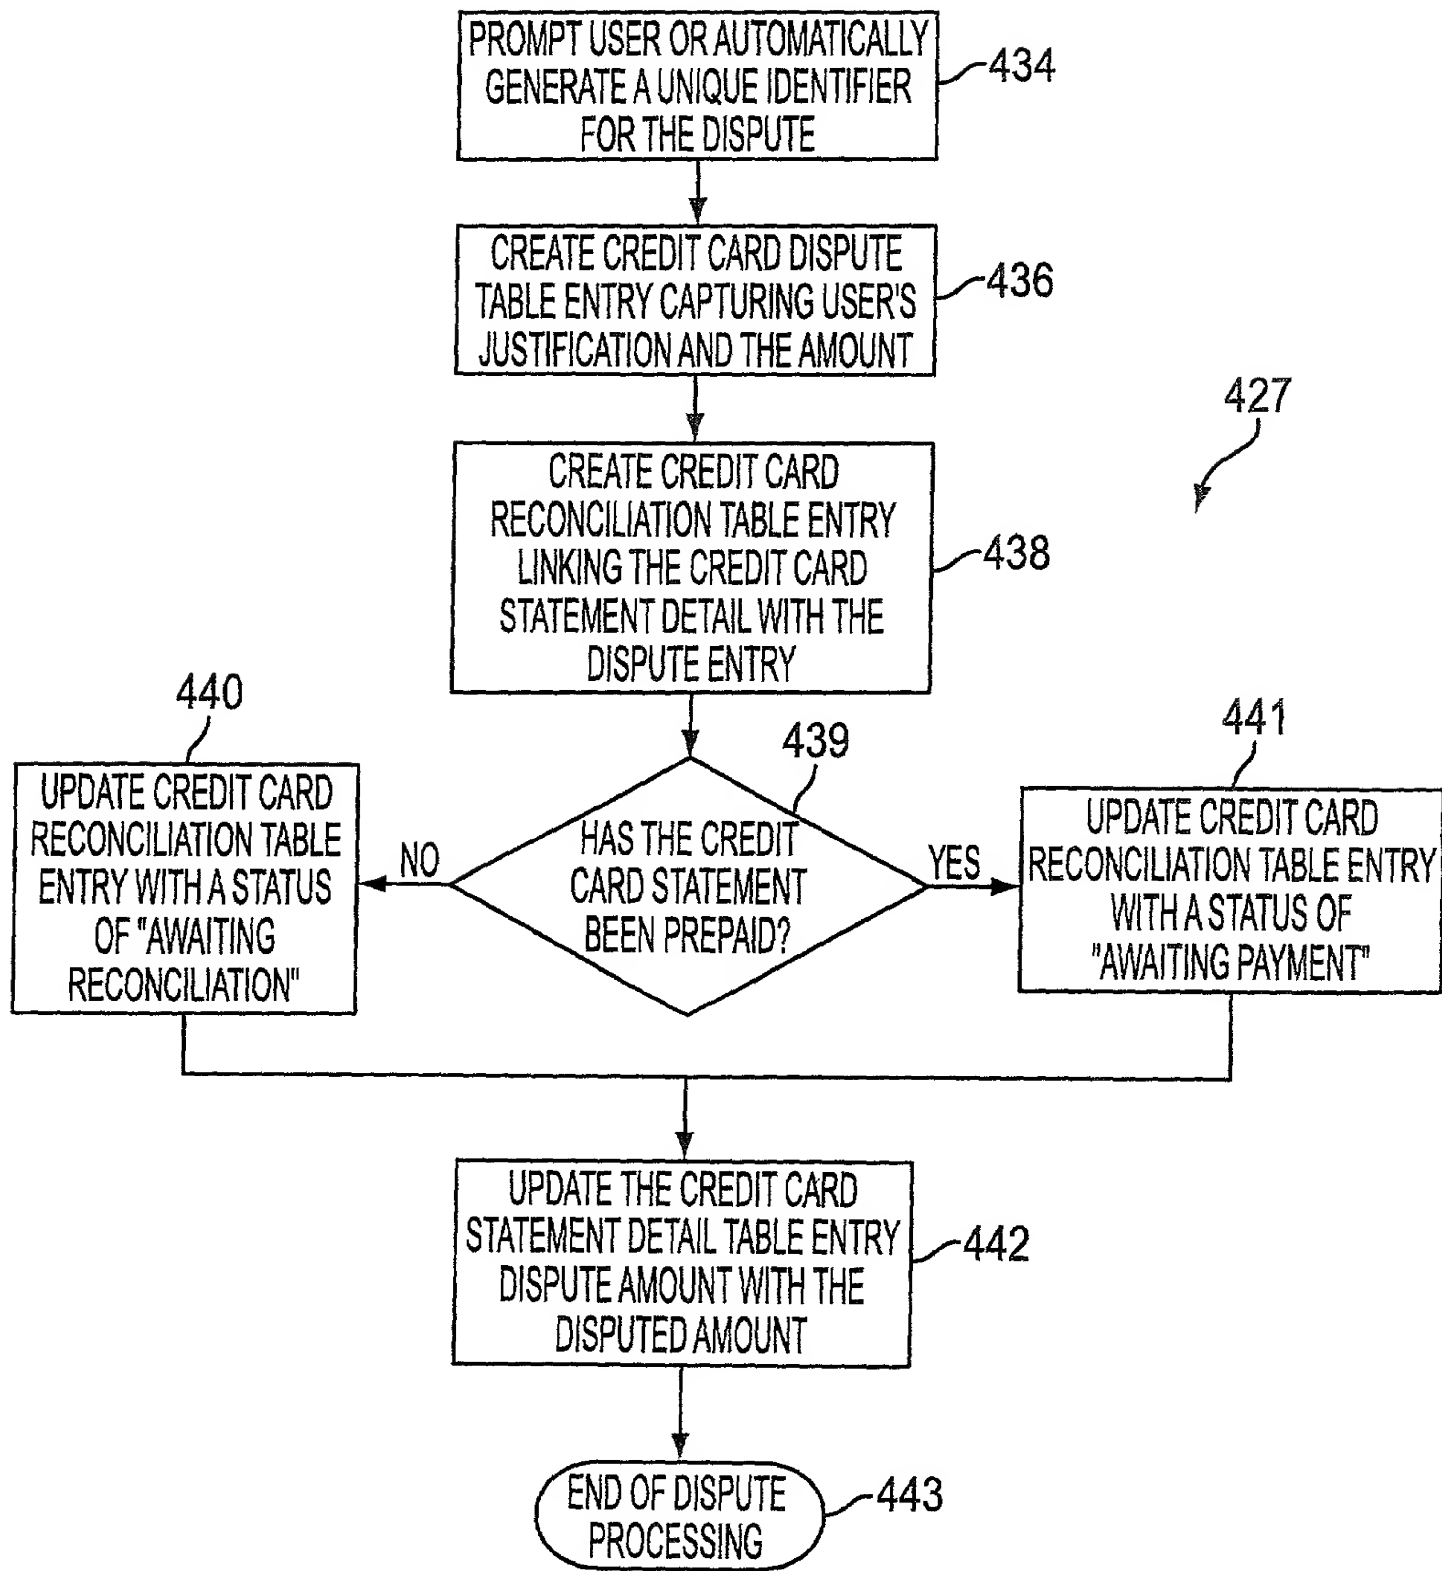 PROMPT USER OR AUTOMATICALLY
GENERATE A UNIQUE IDENTIFIER
FOR THE DISPUTE
434
CREATE CREDIT CARD DISPUTE
TABLE ENTRY CAPTURING USER'S
JUSTIFICATION AND THE AMOUNT
436
427
CREATE CREDIT CARD
RECONCILIATION TABLE ENTRY
LINKING THE CREDIT CARD
STATEMENT DETAIL WITH THE
DISPUTE ENTRY
438
440
UPDATE CREDIT CARD
RECONCILIATION TABLE
ENTRY WITH A STATUS
OF "AWAITING
RECONCILIATION"
NO
439
HAS THE CREDIT
CARD STATEMENT
BEEN PREPAID?
YES
441
UPDATE CREDIT CARD
RECONCILIATION TABLE ENTRY
WITH A STATUS OF
"AWAITING PAYMENT"
UPDATE THE CREDIT CARD
STATEMENT DETAIL TABLE ENTRY
DISPUTE AMOUNT WITH THE
DISPUTED AMOUNT
442
END OF DISPUTE
PROCESSING
443